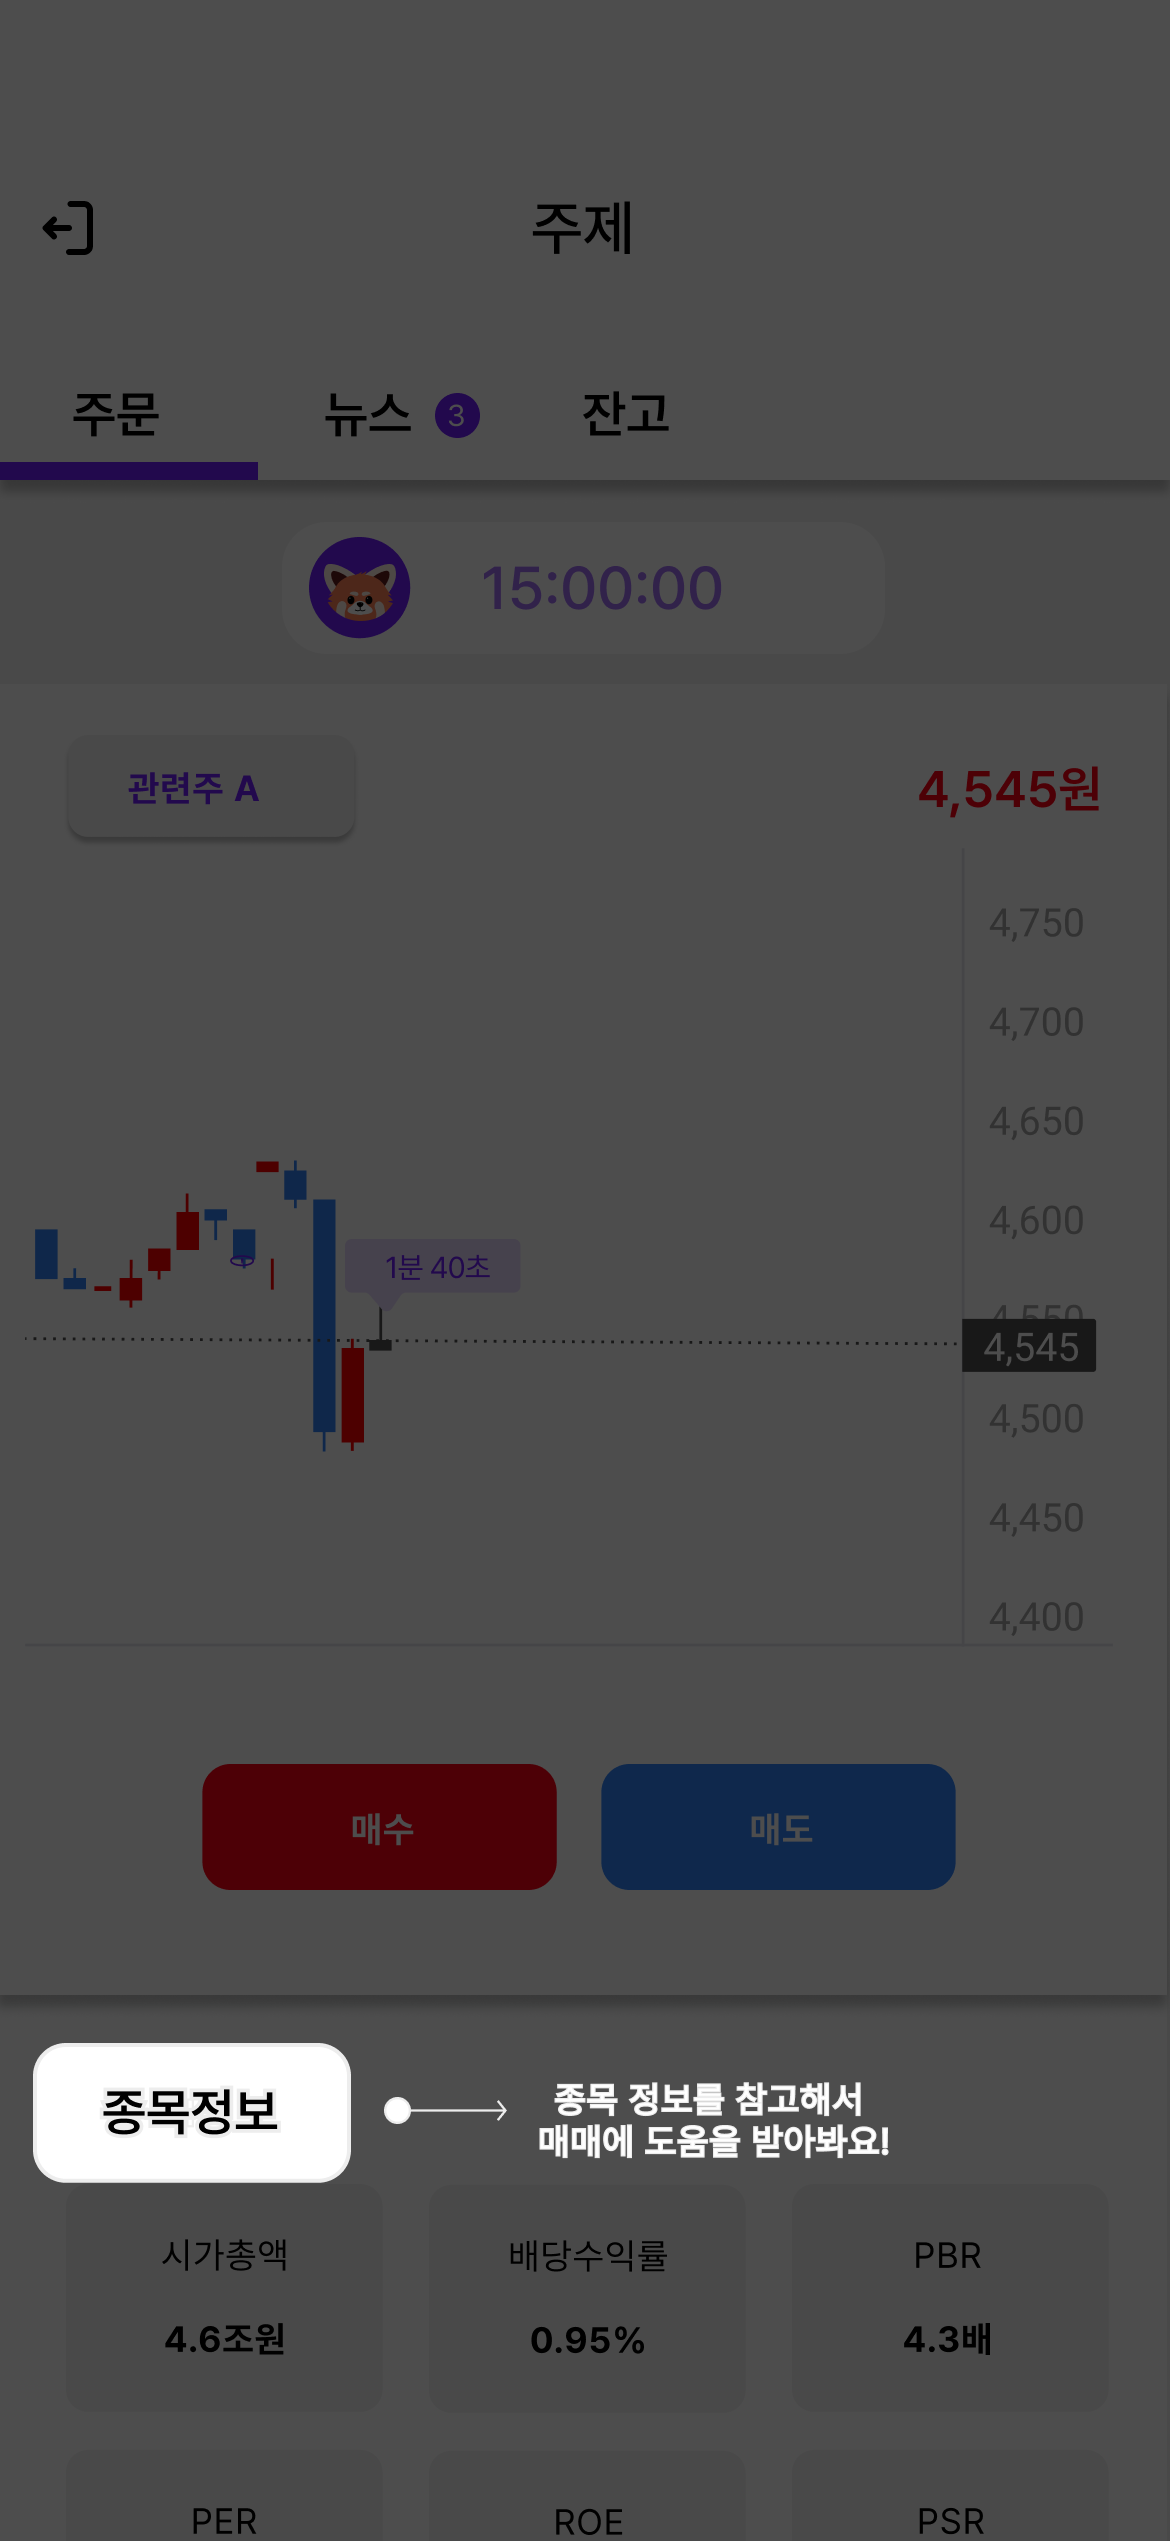 주제
주문
뉴스 3
잔고
15:00:00
관련주 A
4,545원
4,750
4,700
4,650
4,600
1분 40초
4,550
4,545
4,500
4,450
4,400
매수
매도
종목정보
종목 정보를 참고해서
매매에 도움을 받아봐요!
시가총액
4.6조원
배당수익률
0.95%
PBR
4.3배
PER
ROE
PSR